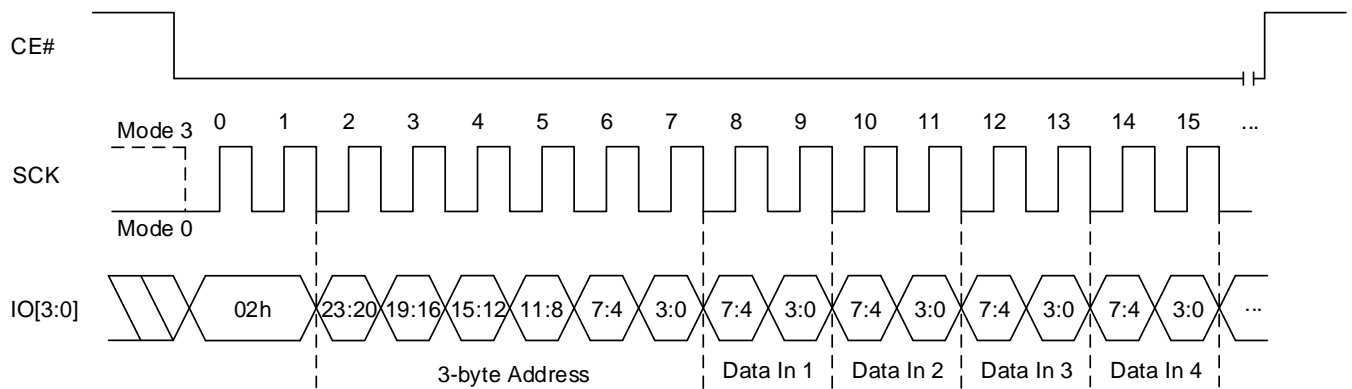 CE#
Mode 3 0 1 2 3 4 5 6 7 8 9 10 11 12 13 14 15 ...
SCK
Mode 0
IO[3:0] 02h 23:20 19:16 15:12 11:8 7:4 3:0 7:4 3:0 7:4 3:0 7:4 3:0 7:4 3:0 ...
3-byte Address Data In 1 Data In 2 Data In 3 Data In 4